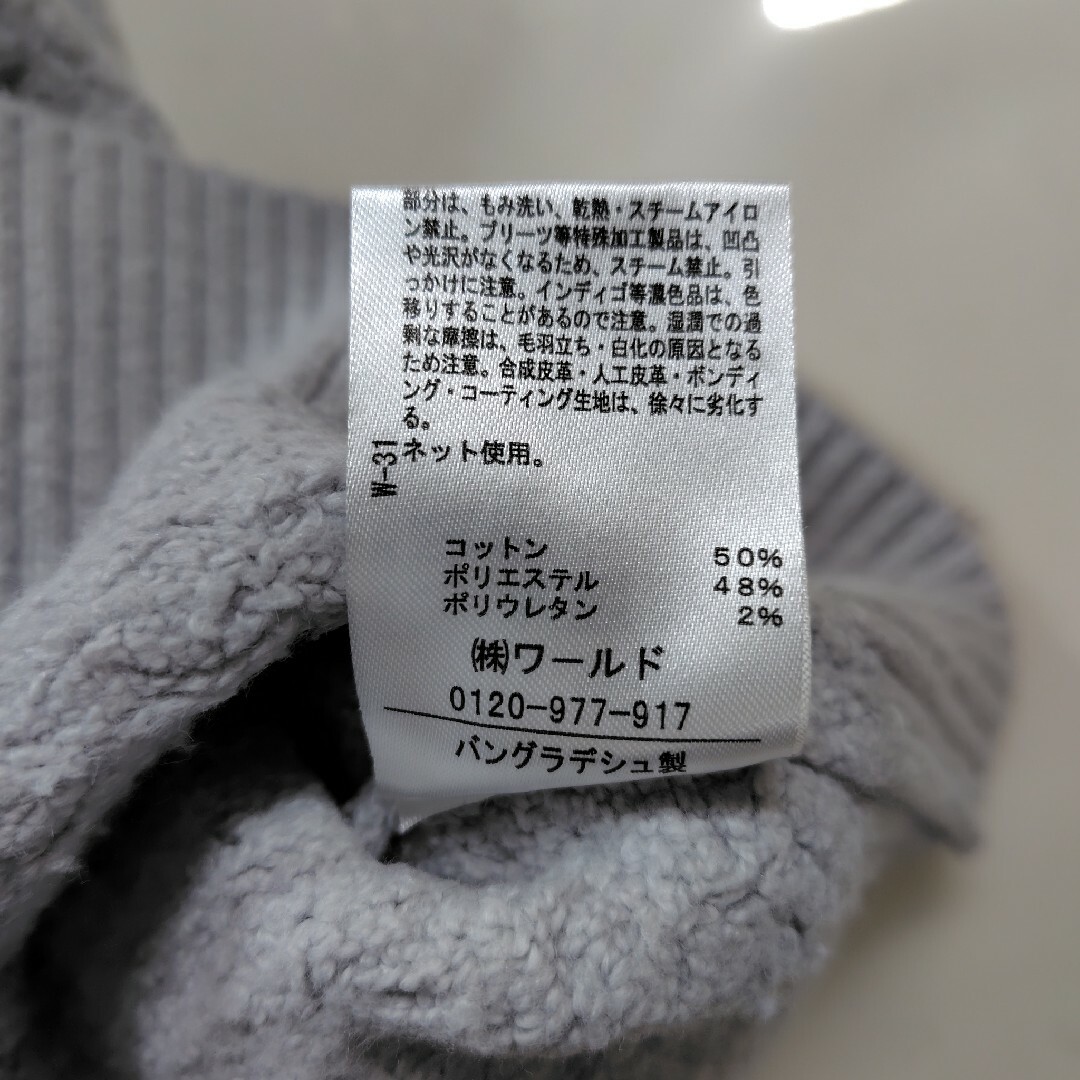 部分は、もみ洗い、乾熱・スチームアイロ
ン禁止。プリーツ等特殊加工製品は、凹凸
や光沢がなくなるため、スチーム禁止。引
っかけに注意。インディゴ等濃色品は、色
移りすることがあるので注意。湿潤での過
剰な摩擦は、毛羽立ち・白化の原因となる
ため注意。合成皮革・人工皮革・ボンディ
ング・コーティング生地は、徐々に劣化す
る。
W-31
ネット使用。
コットン 50%
ポリエステル 48%
ポリウレタン 2%
㈱ワールド
0120-977-917
バングラデシュ製